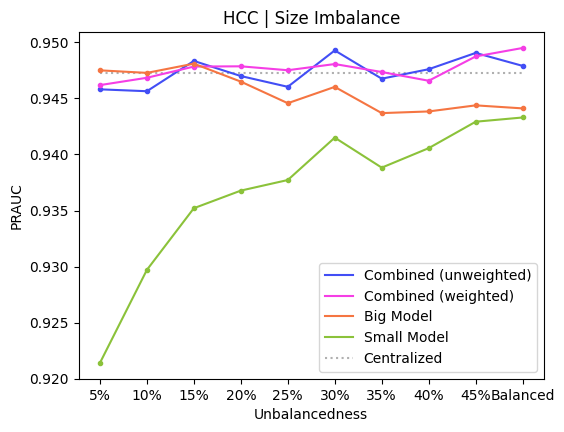 HCC | Size Imbalance
PRAUC
0.950
0.945
0.940
0.935
0.930
0.925
0.920
Combined (unweighted)
Combined (weighted)
Big Model
Small Model
Centralized
5% 10% 15% 20% 25% 30% 35% 40% 45% Balanced
Unbalancedness